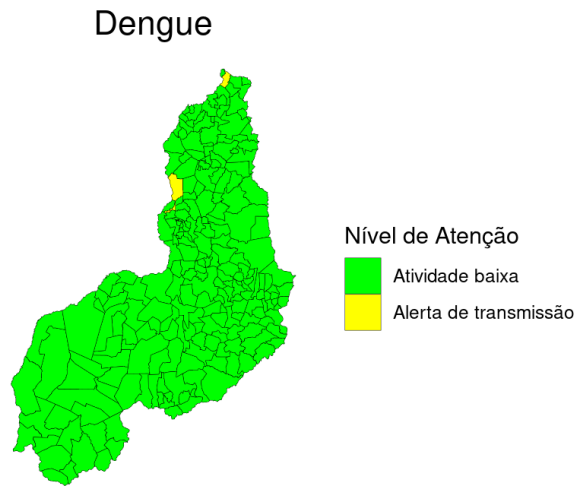 Dengue
Nível de Atenção
Atividade baixa
Alerta de transmissão